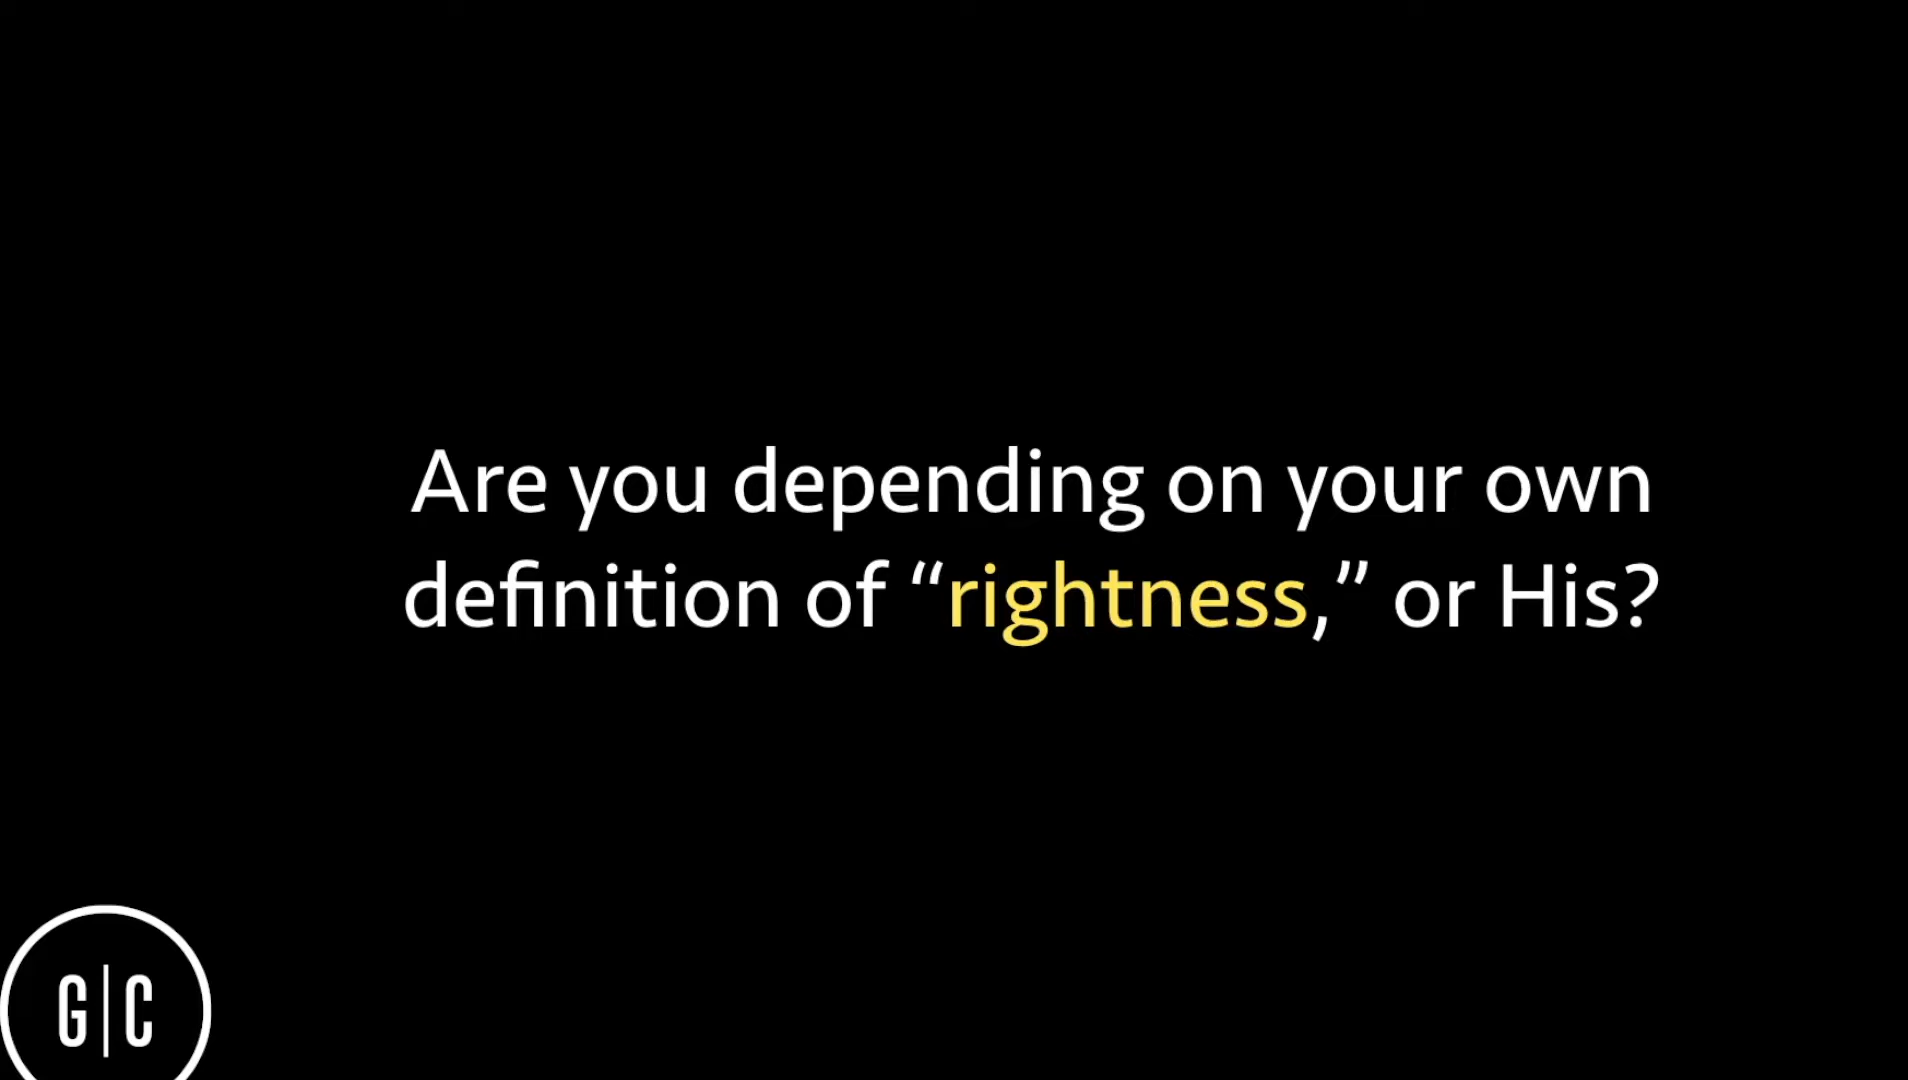 Are you depending on your own
definition of “rightness,” or His?
G|C